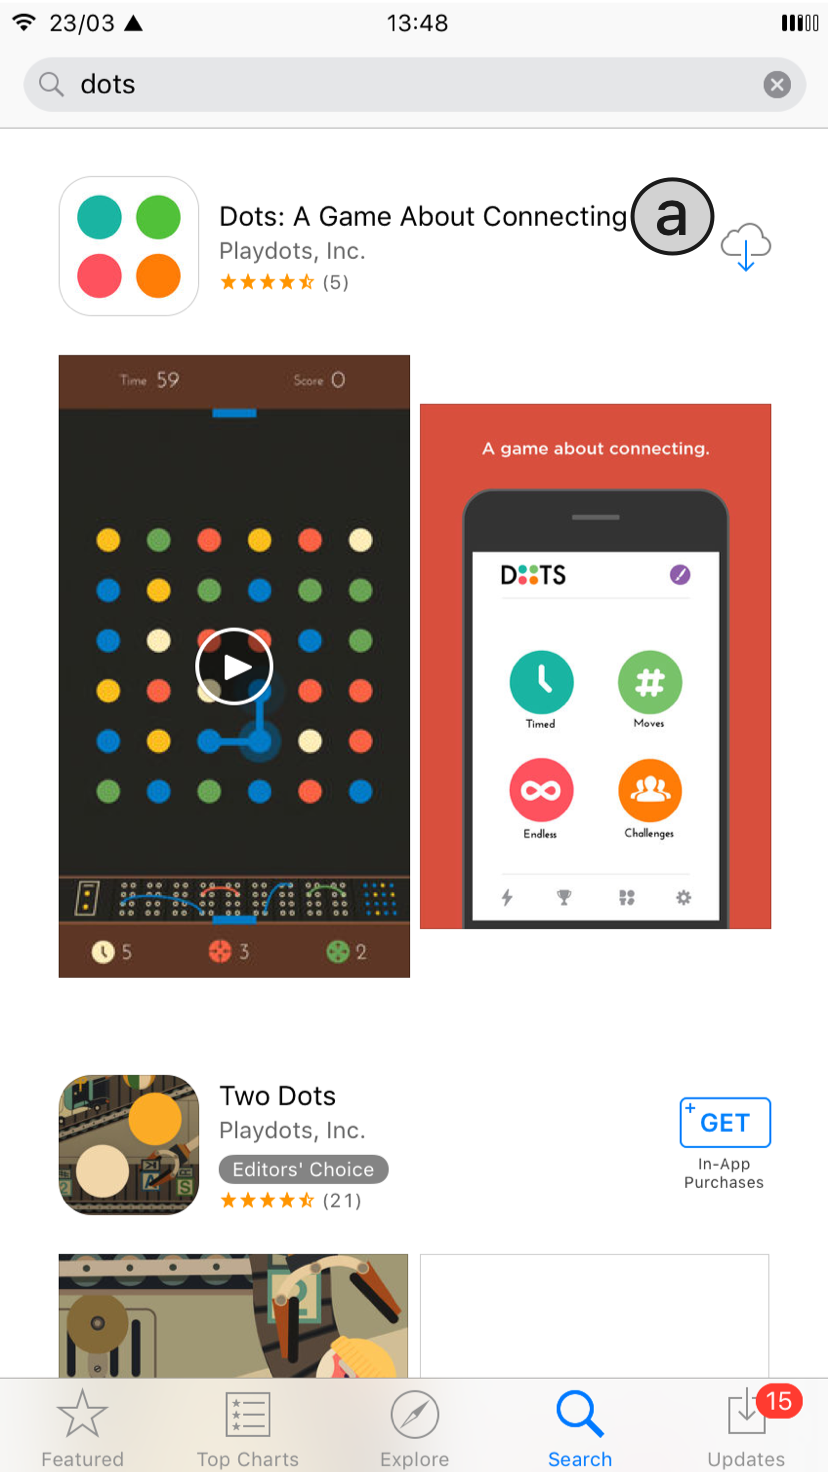 23/03 ▲ 13:48
dots
Dots: A Game About Connecting
a
Playdots, Inc.
(5)
Time 59 Score 0
5 3 2
A game about connecting.
DOTS
Timed Moves
Endless Challenges
Two Dots
Playdots, Inc.
Editors' Choice
(21)
+ GET
In-App
Purchases
2 A S
2
Featured Top Charts Explore Search Updates
15